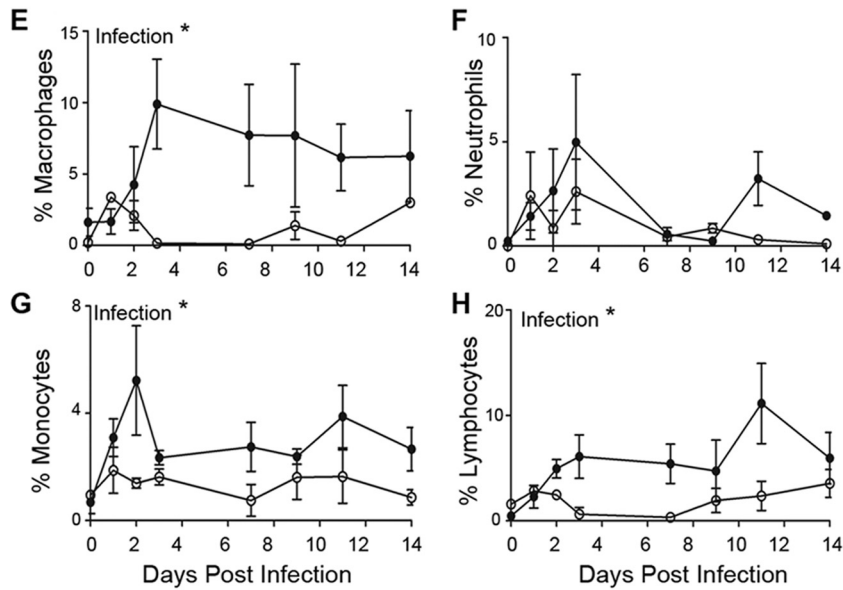 E
Infection *
15
10
5
0
% Macrophages
0 2 4 6 8 10 12 14
F
10
5
0
% Neutrophils
0 2 4 6 8 10 12 14
G
Infection *
8
4
0
% Monocytes
0 2 4 6 8 10 12 14
Days Post Infection
H
Infection *
20
10
0
% Lymphocytes
0 2 4 6 8 10 12 14
Days Post Infection